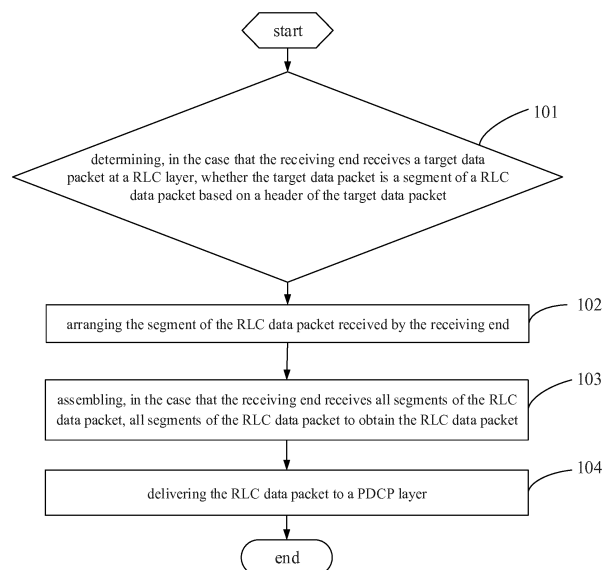 start
101
determining, in the case that the receiving end receives a target data
packet at a RLC layer, whether the target data packet is a segment of a RLC
data packet based on a header of the target data packet
102
arranging the segment of the RLC data packet received by the receiving end
103
assembling, in the case that the receiving end receives all segments of the RLC
data packet, all segments of the RLC data packet to obtain the RLC data packet
104
delivering the RLC data packet to a PDCP layer
end